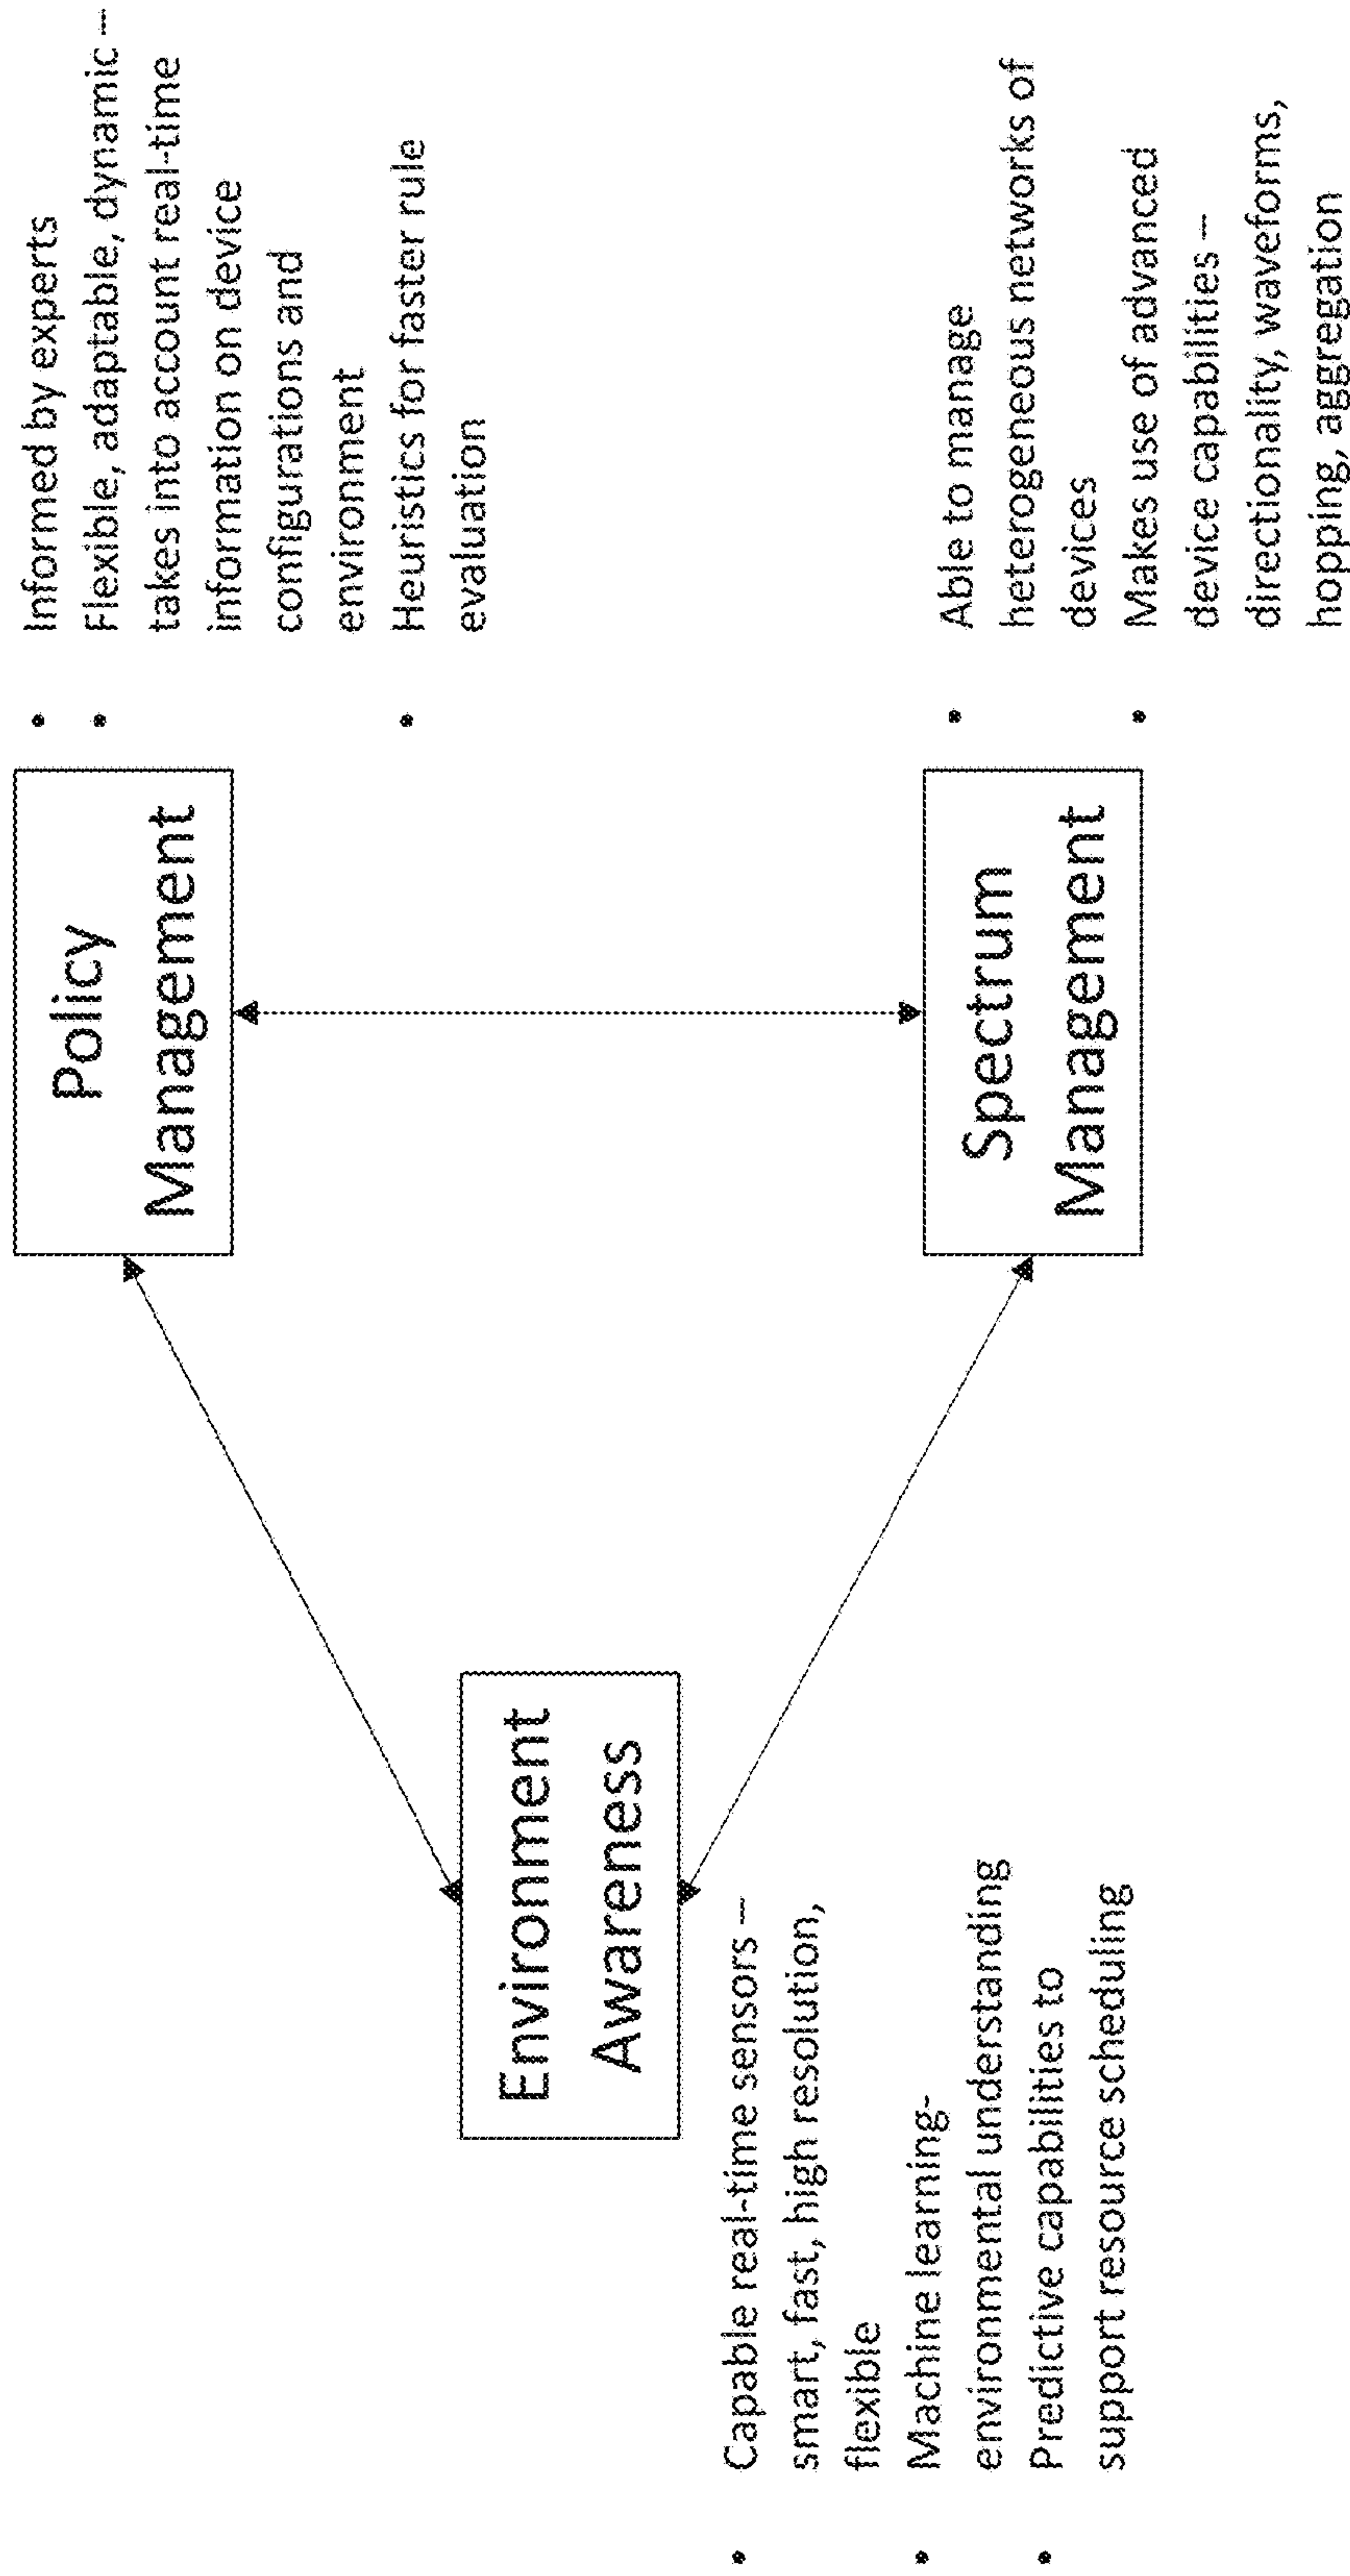 Policy
Management
• Informed by experts
• Flexible, adaptable, dynamic –
takes into account real-time
information on device
configurations and
environment
• Heuristics for faster rule
evaluation
Environment
Awareness
• Capable real-time sensors –
smart, fast, high resolution,
flexible
• Machine learning-
environmental understanding
• Predictive capabilities to
support resource scheduling
Spectrum
Management
• Able to manage
heterogeneous networks of
devices
• Makes use of advanced
device capabilities –
directionality, waveforms,
hopping, aggregation